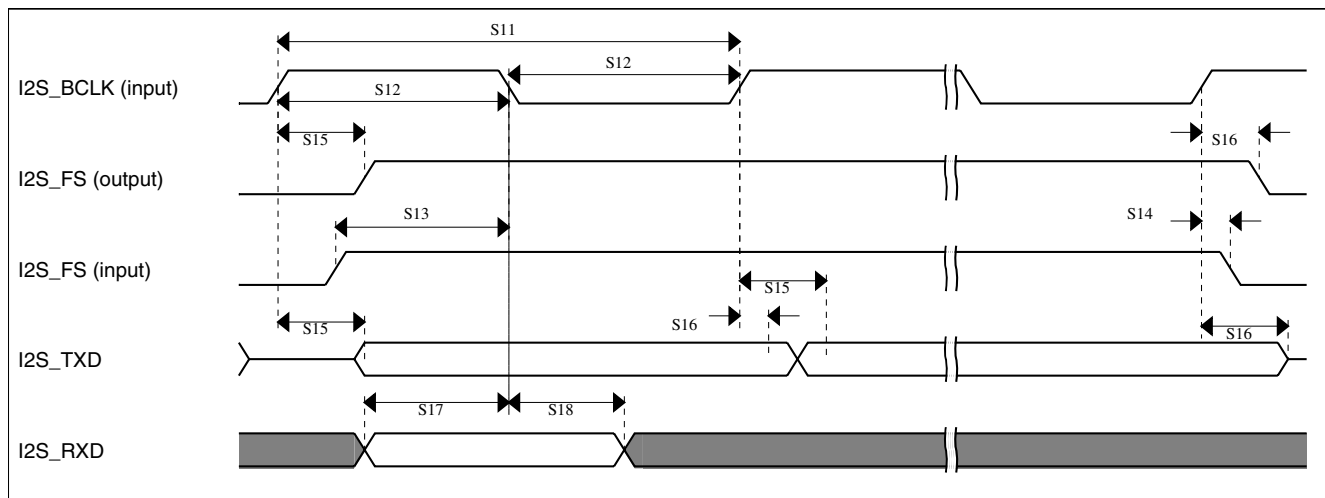 S11
I2S_BCLK (input)
S12
S12
S15
S16
I2S_FS (output)
S13
S14
I2S_FS (input)
S15
S16
S15
S16
I2S_TXD
S17
S18
I2S_RXD